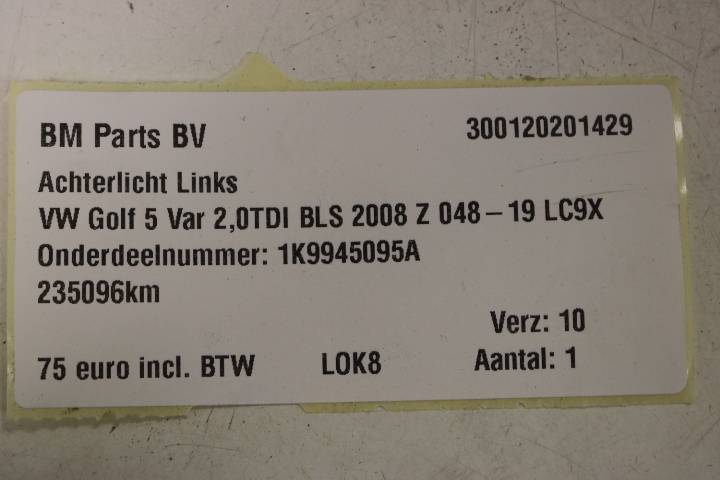 BM Parts BV 300120201429
Achterlicht Links
VW Golf 5 Var 2,0TDI BLS 2008 Z 048-19 LC9X
Onderdeelnummer: 1K9945095A
235096km
Verz: 10
75 euro incl. BTW LOK8 Aantal: 1